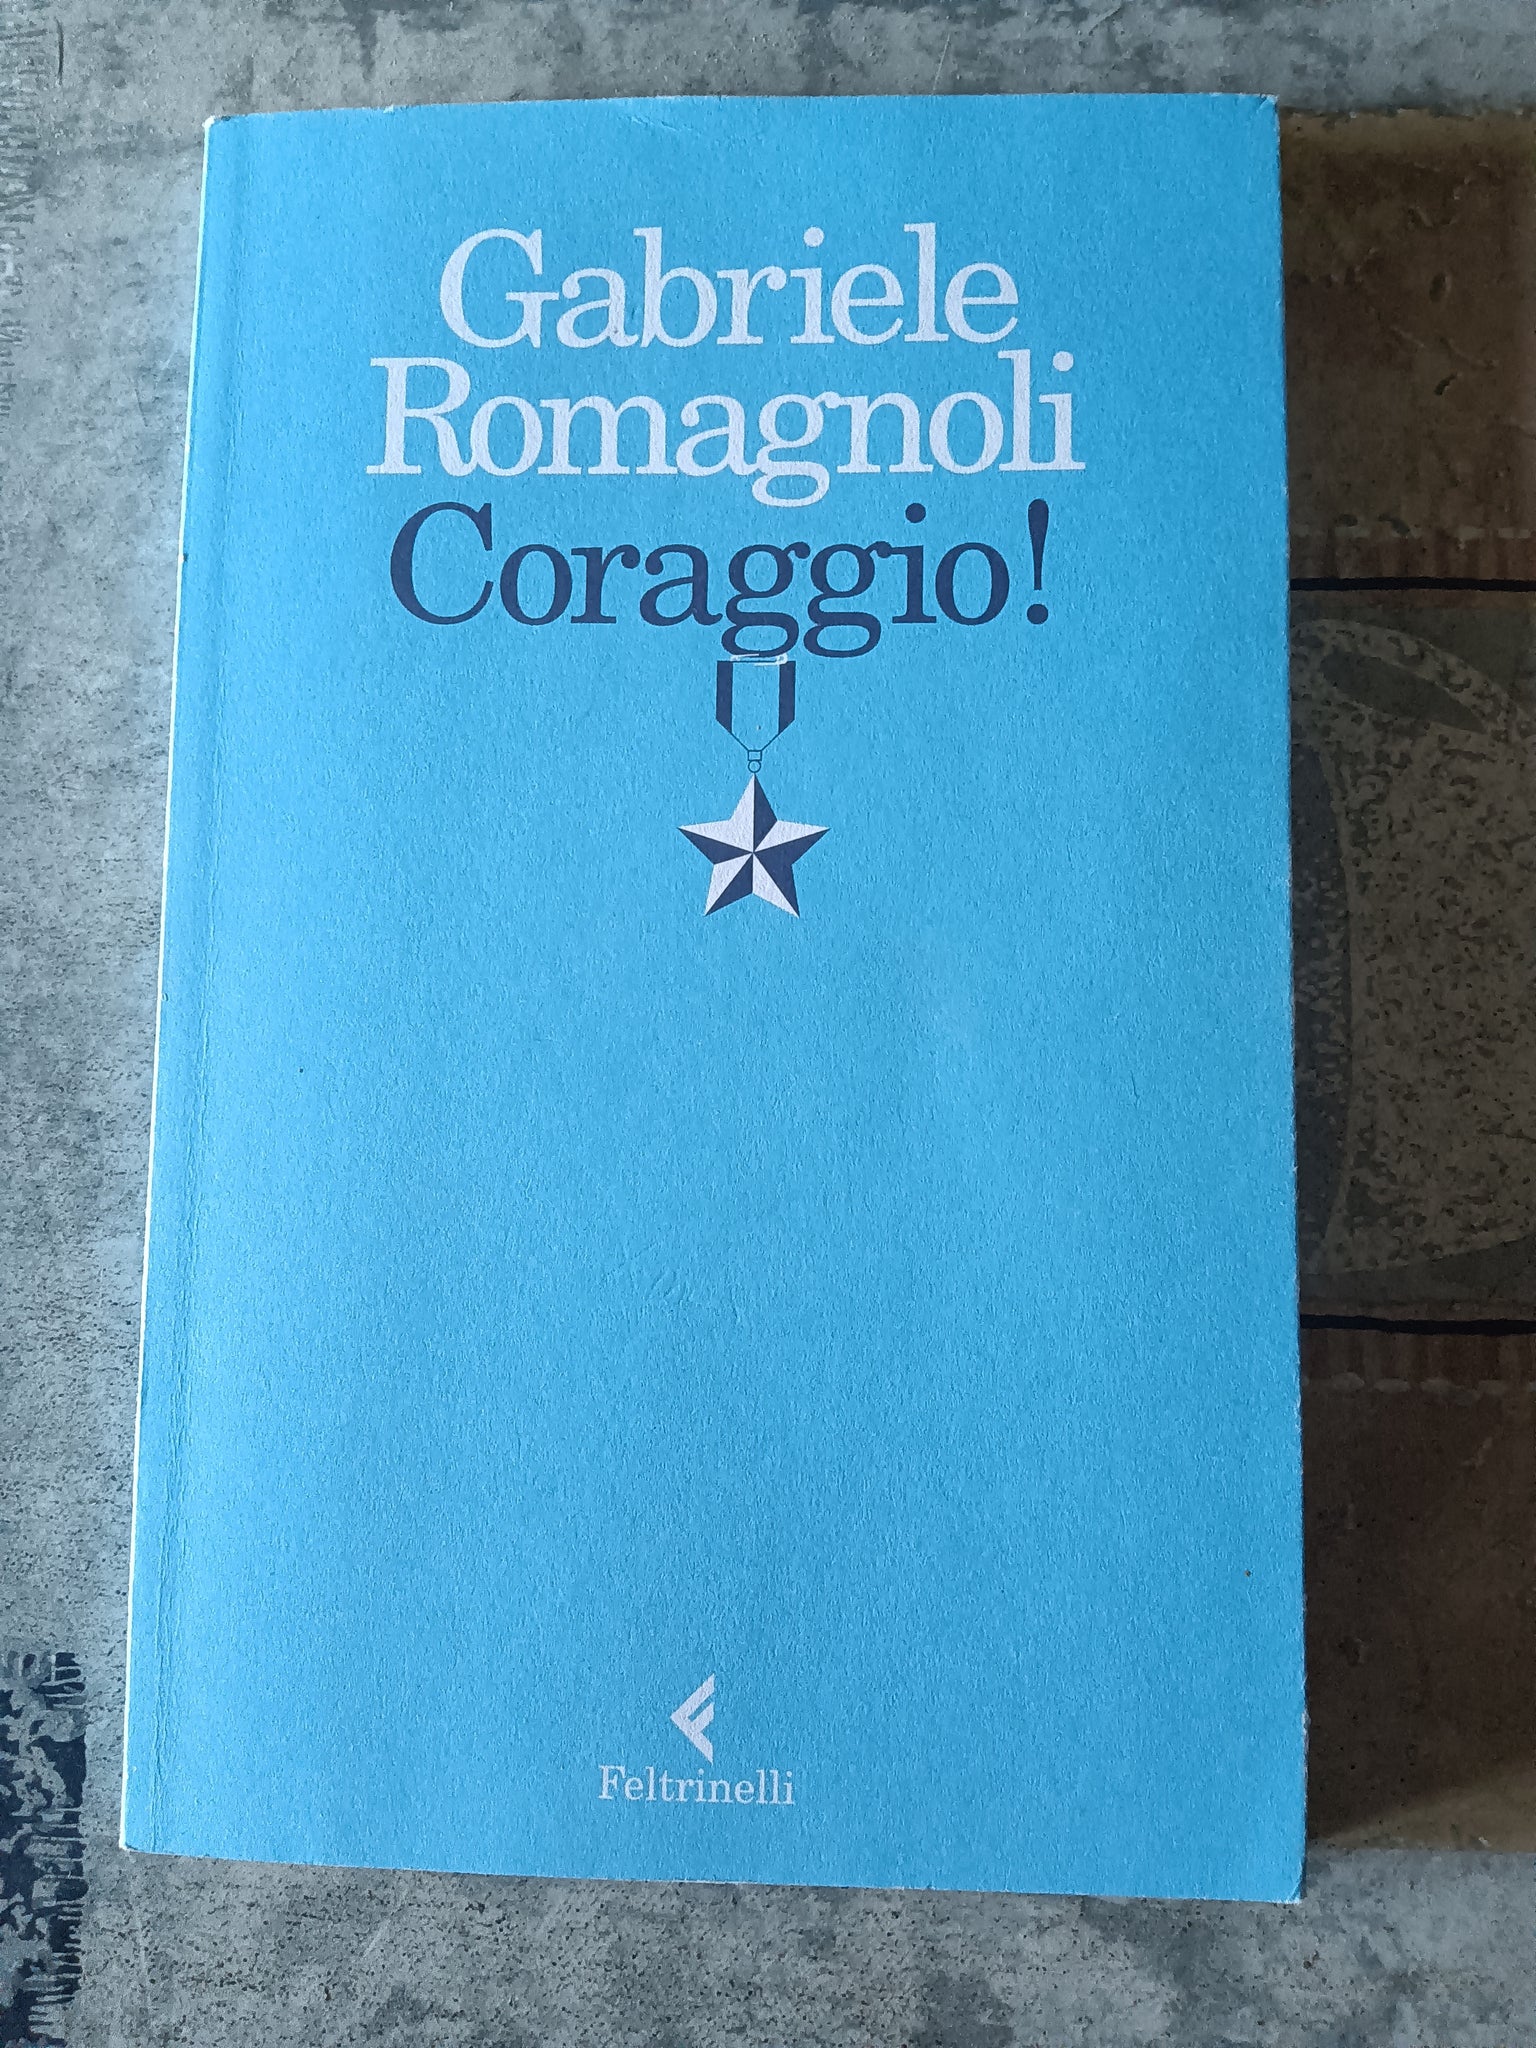 Gabriele
Romagnoli
Coraggio!
Feltrinelli